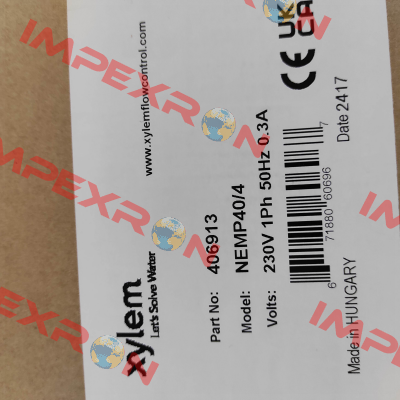 xylem
Let's Solve Water
www.xylemflowcontrol.com
Part No: 406913
Model: NEMP40/4
Volts: 230V 1Ph 50Hz 0.3A
CE UK CA
6 71880 60696 7
Made in HUNGARY
Date 2417
IMPEXRON
IMPEXRON
IMPEXRON